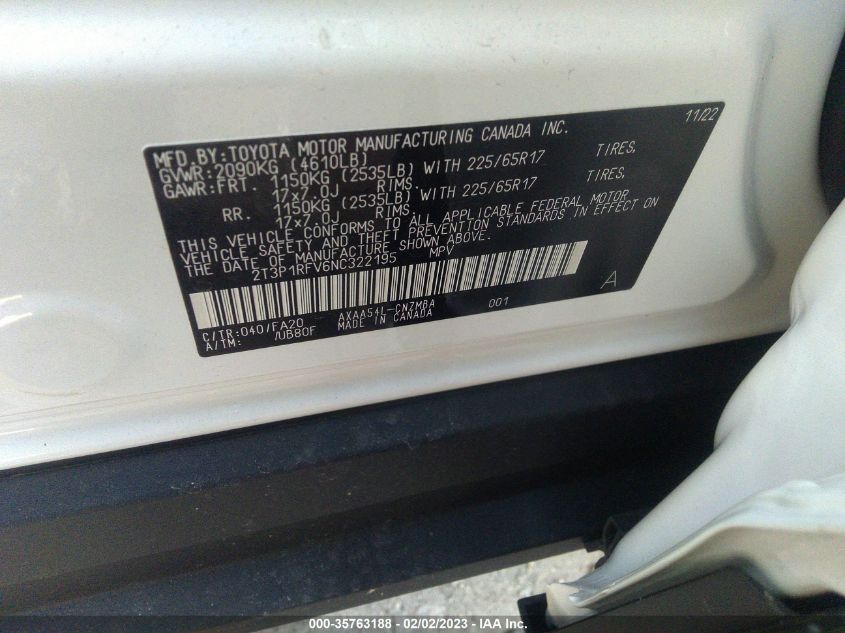 11/22
MFD.BY:TOYOTA MOTOR MANUFACTURING CANADA INC.
GVWR:2090KG (4610LB)
GAWR:FRT. 1150KG (2535LB) WITH 225/65R17 TIRES,
17x7.0J RIMS.
RR. 1150KG (2535LB) WITH 225/65R17 TIRES,
17x7.0J RIMS.
THIS VEHICLE CONFORMS TO ALL APPLICABLE FEDERAL MOTOR
VEHICLE SAFETY AND THEFT PREVENTION STANDARDS IN EFFECT ON
THE DATE OF MANUFACTURE SHOWN ABOVE.
2T3P1RFV6NC322195 MPV
A
C/TR:040/FA20 AXAA54L-CNZMBA 001
A/TM: /UB80F MADE IN CANADA
000-35763188 — 02/02/2023 — IAA Inc.